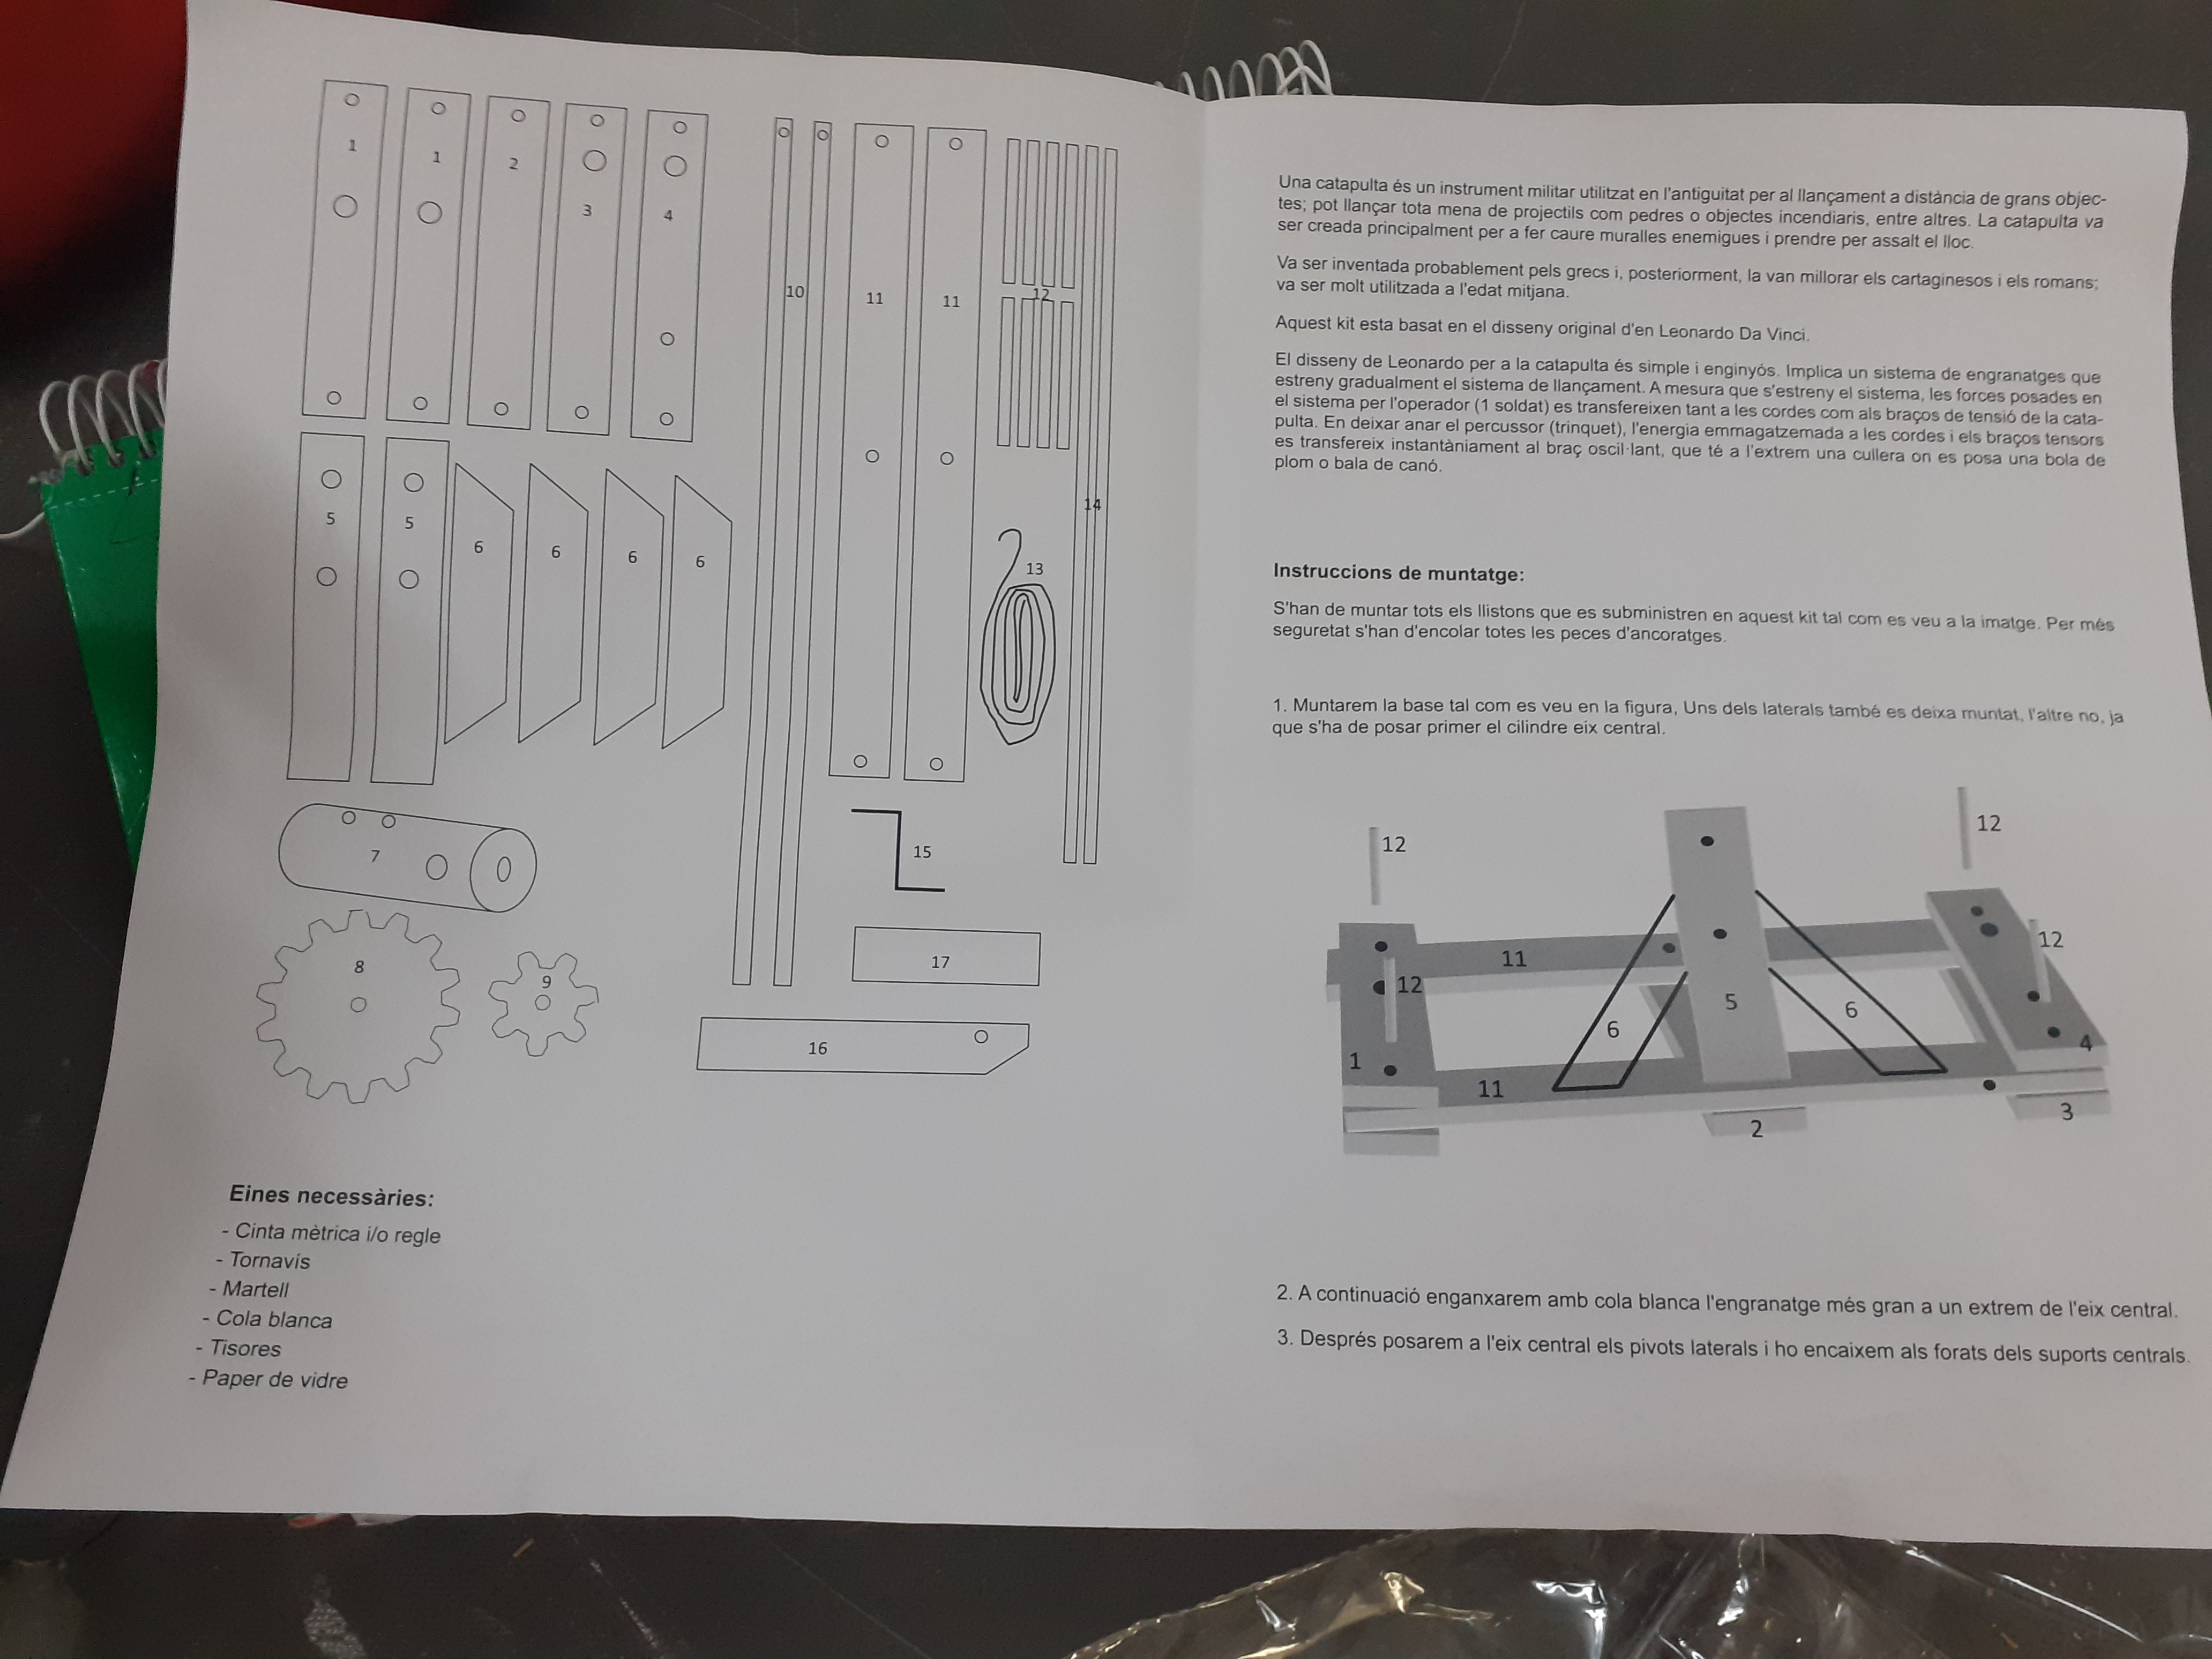 1
1
2
3
4
5
5
6
6
6
6
7
8
9
10
11
11
12
13
14
15
16
17
Eines necessàries:
- Cinta mètrica i/o regle
- Tornavís
- Martell
- Cola blanca
- Tisores
- Paper de vidre
Una catapulta és un instrument militar utilitzat en l'antiguitat per al llançament a distància de grans objec-
tes; pot llançar tota mena de projectils com pedres o objectes incendiaris, entre altres. La catapulta va
ser creada principalment per a fer caure muralles enemigues i prendre per assalt el lloc.
Va ser inventada probablement pels grecs i, posteriorment, la van millorar els cartaginesos i els romans;
va ser molt utilitzada a l'edat mitjana.
Aquest kit esta basat en el disseny original d'en Leonardo Da Vinci.
El disseny de Leonardo per a la catapulta és simple i enginyós. Implica un sistema de engranatges que
estreny gradualment el sistema de llançament. A mesura que s'estreny el sistema, les forces posades en
el sistema per l'operador (1 soldat) es transfereixen tant a les cordes com als braços de tensió de la cata-
pulta. En deixar anar el percussor (trinquet), l'energia emmagatzemada a les cordes i els braços tensors
es transfereix instantàniament al braç oscil·lant, que té a l'extrem una cullera on es posa una bola de
plom o bala de canó.
Instruccions de muntatge:
S'han de muntar tots els llistons que es subministren en aquest kit tal com es veu a la imatge. Per més
seguretat s'han d'encolar totes les peces d'ancoratges.
1. Muntarem la base tal com es veu en la figura, Uns dels laterals també es deixa muntat, l'altre no, ja
que s'ha de posar primer el cilindre eix central.
12
12
11
12
12
5
6
6
1
11
4
2
3
2. A continuació enganxarem amb cola blanca l'engranatge més gran a un extrem de l'eix central.
3. Després posarem a l'eix central els pivots laterals i ho encaixem als forats dels suports centrals.